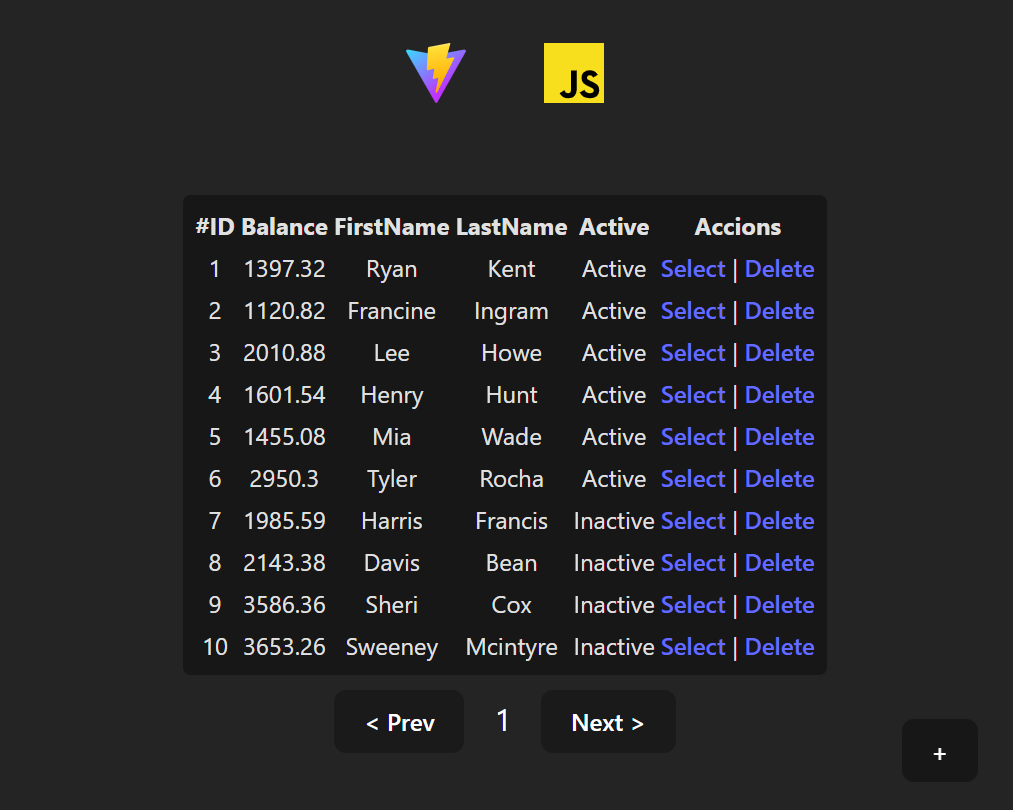 JS
#ID Balance FirstName LastName Active Accions
1 1397.32 Ryan Kent Active Select | Delete
2 1120.82 Francine Ingram Active Select | Delete
3 2010.88 Lee Howe Active Select | Delete
4 1601.54 Henry Hunt Active Select | Delete
5 1455.08 Mia Wade Active Select | Delete
6 2950.3 Tyler Rocha Active Select | Delete
7 1985.59 Harris Francis Inactive Select | Delete
8 2143.38 Davis Bean Inactive Select | Delete
9 3586.36 Sheri Cox Inactive Select | Delete
10 3653.26 Sweeney Mcintyre Inactive Select | Delete
< Prev 1 Next >
+